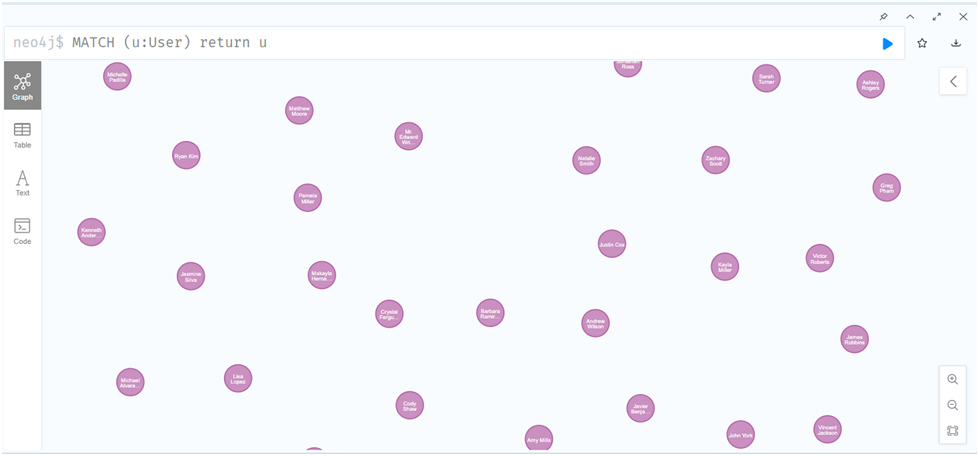 neo4j$ MATCH (u:User) return u
Graph
Table
Text
Code
Michelle
Padilla
Ross
Sarah
Turner
Ashley
Rogers
Matthew
Moore
Mr.
Edward
Wil...
Ryan Kim
Natalie
Smith
Zachary
Scott
Greg
Pham
Pamela
Miller
Kenneth
Ander...
Justin Cox
Victor
Roberts
Kayla
Miller
Jasmine
Silva
Makayla
Herna...
Crystal
Fergu...
Barbara
Ramir...
Andrew
Wilson
James
Robbins
Michael
Alvara...
Lisa
Lopez
Cody
Shaw
Javier
Benja...
Amy Mills
John York
Vincent
Jackson